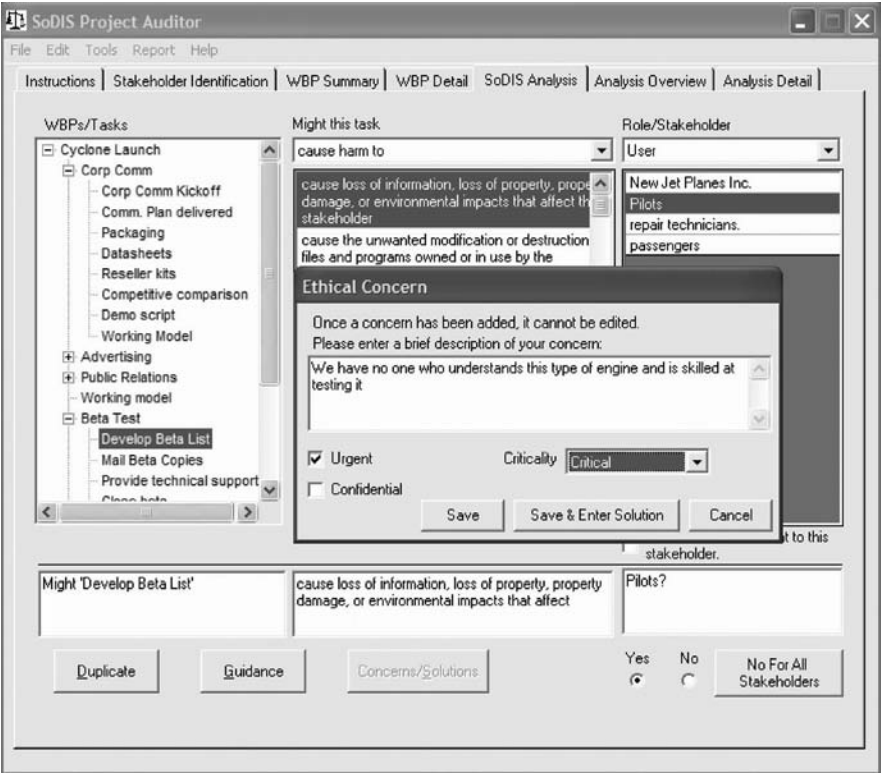 SoDIS Project Auditor
File Edit Tools Report Help
Instructions Stakeholder Identification WBP Summary WBP Detail SoDIS Analysis Analysis Overview Analysis Detail
WBPs/Tasks
Cyclone Launch
Corp Comm
Corp Comm Kickoff
Comm. Plan delivered
Packaging
Datasheets
Reseller kits
Competitive comparison
Demo script
Working Model
Advertising
Public Relations
Working model
Beta Test
Develop Beta List
Mail Beta Copies
Provide technical support
Might this task
cause harm to
cause loss of information, loss of property, prope
damage, or environmental impacts that affect th
stakeholder
cause the unwanted modification or destruction
files and programs owned or in use by the
Role/Stakeholder
User
New Jet Planes Inc.
Pilots
repair technicians.
passengers
Ethical Concern
Once a concern has been added, it cannot be edited.
Please enter a brief description of your concern:
We have no one who understands this type of engine and is skilled at
testing it
Urgent
Criticality Critical
Confidential
Save Save & Enter Solution Cancel
t to this
stakeholder.
Might 'Develop Beta List'
cause loss of information, loss of property, property
damage, or environmental impacts that affect
Pilots?
Duplicate Guidance Concerns/Solutions
Yes No
No For All
Stakeholders